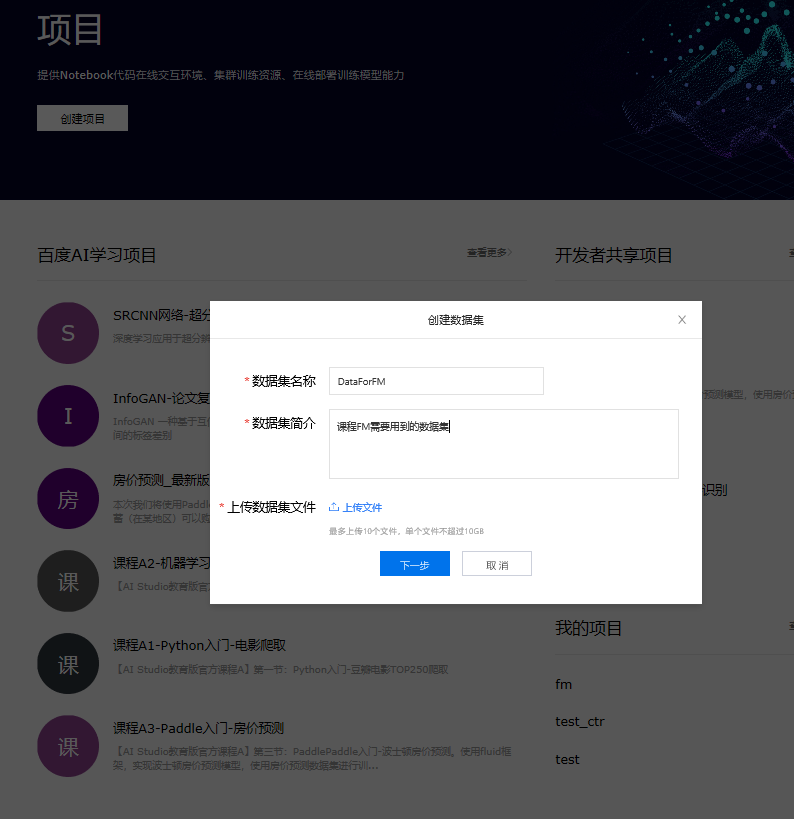 项目
提供Notebook代码在线交互环境、集群训练资源、在线部署训练模型能力
创建项目
百度AI学习项目
查看更多
开发者共享项目
S
SRCNN网络-超分
深度学习应用于超分
I
InfoGAN-论文复
InfoGAN 一种基于互
间的标签差别
房
房价预测_最新版
本次我们将使用Paddle
蓄（在某地区）可以购
课
课程A2-机器学习
【AI Studio教育版官方
课
课程A1-Python入门-电影爬取
【AI Studio教育版官方课程A】第一节：Python入门-豆瓣电影TOP250爬取
课
课程A3-Paddle入门-房价预测
【AI Studio教育版官方课程A】第三节：PaddlePaddle入门-波士顿房价预测。使用fluid框
架，实现波士顿房价预测模型，使用房价预测数据集进行训...
创建数据集
X
* 数据集名称
DataForFM
* 数据集简介
课程FM需要用到的数据集
* 上传数据集文件
上传文件
最多上传10个文件，单个文件不超过10GB
下一步
取消
预测模型，使用房价
识别
我的项目
fm
test_ctr
test